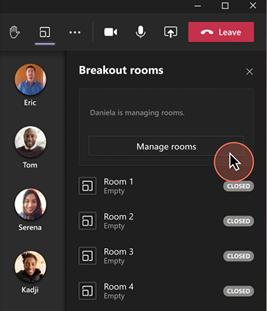 Leave
Breakout rooms
Eric
Daniela is managing rooms.
Manage rooms
Tom
Room 1
Empty
CLOSED
Room 2
Empty
CLOSED
Serena
Room 3
Empty
CLOSED
Kadji
Room 4
Empty
CLOSED